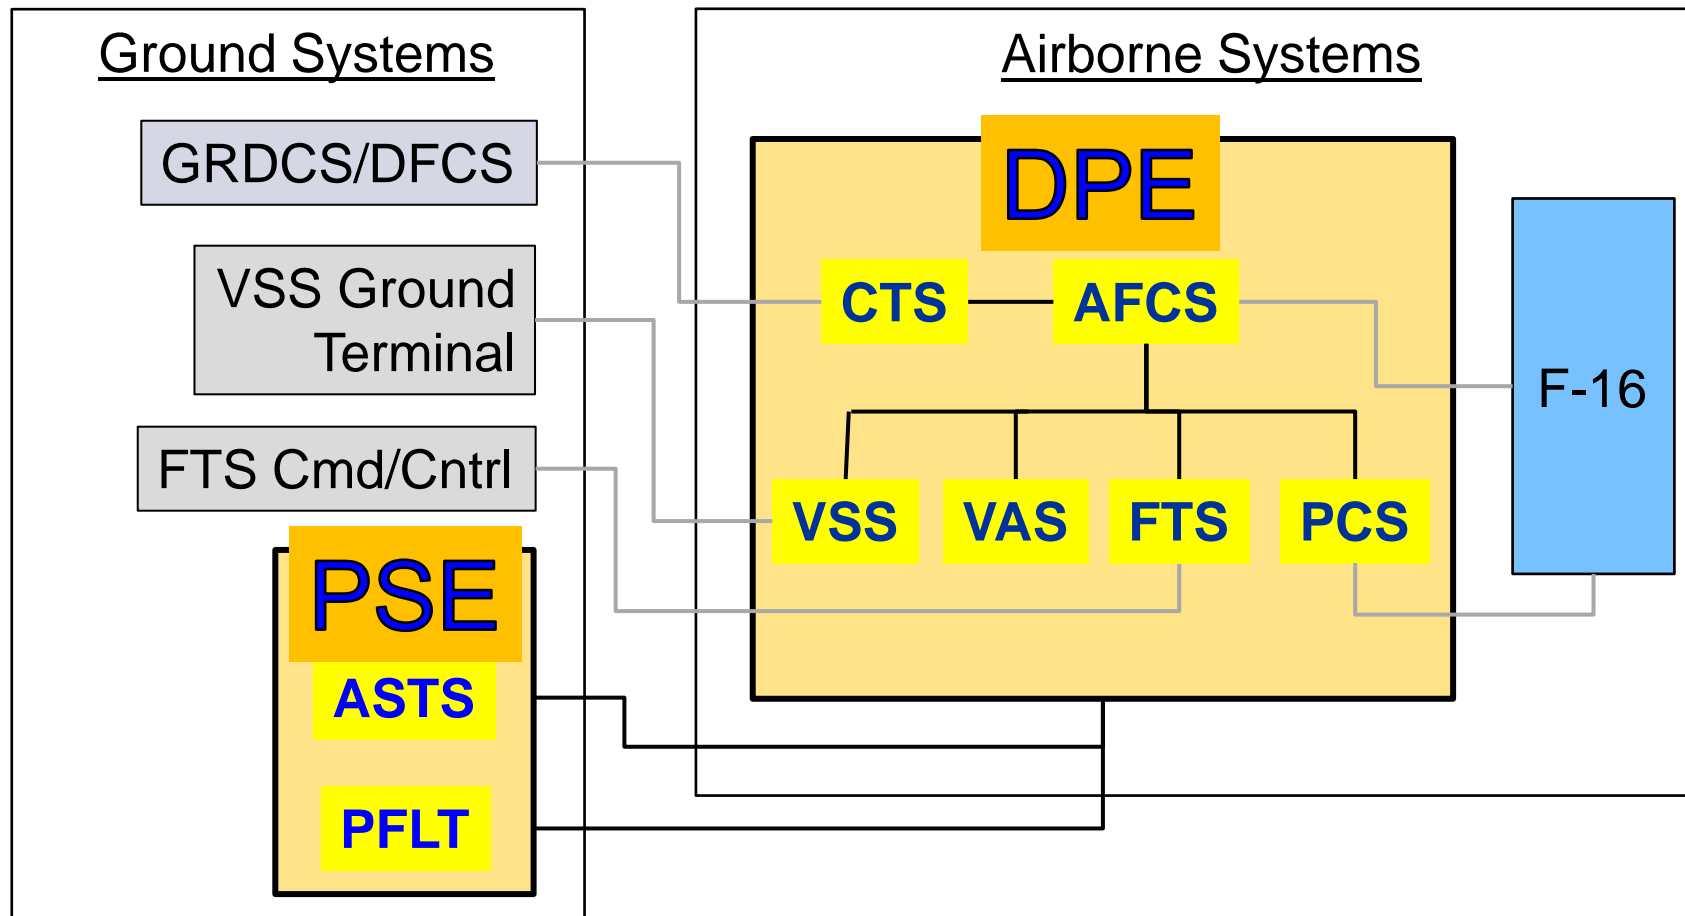 Ground Systems
GRDCS/DFCS
VSS Ground
Terminal
FTS Cmd/Cntrl
PSE
ASTS
PFLT
Airborne Systems
DPE
CTS
AFCS
VSS
VAS
FTS
PCS
F-16